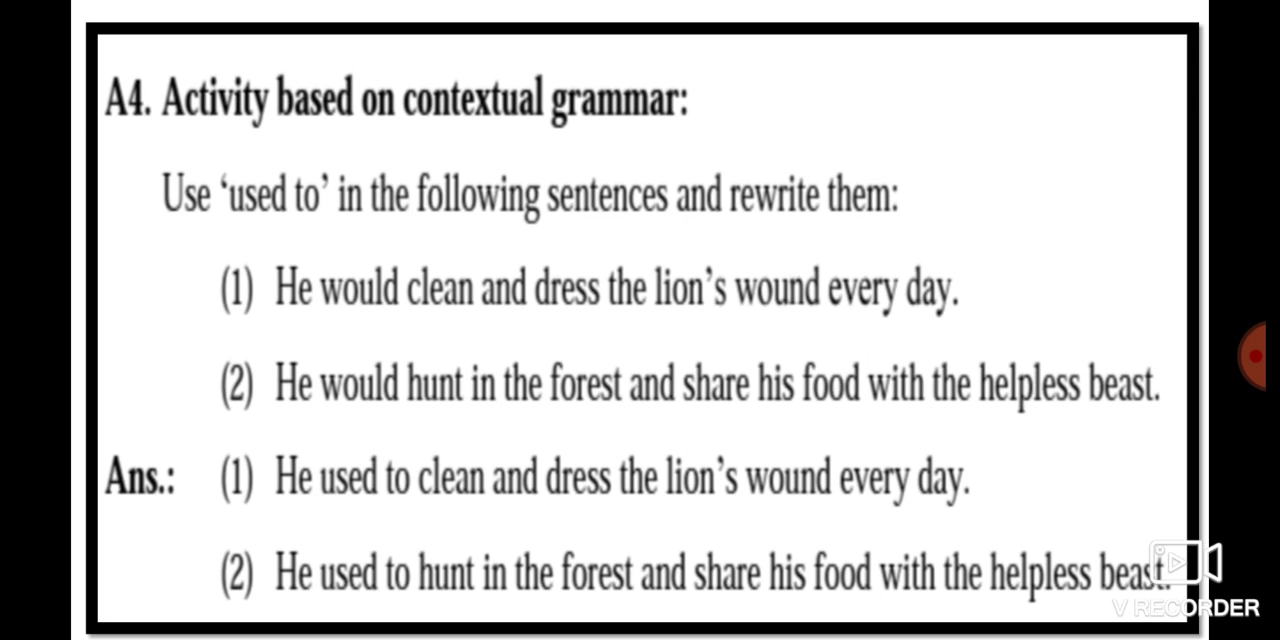 A4. Activity based on contextual grammar:
Use ‘used to’ in the following sentences and rewrite them:
(1) He would clean and dress the lion’s wound every day.
(2) He would hunt in the forest and share his food with the helpless beast.
Ans.: (1) He used to clean and dress the lion’s wound every day.
(2) He used to hunt in the forest and share his food with the helpless beast.
V RECORDER